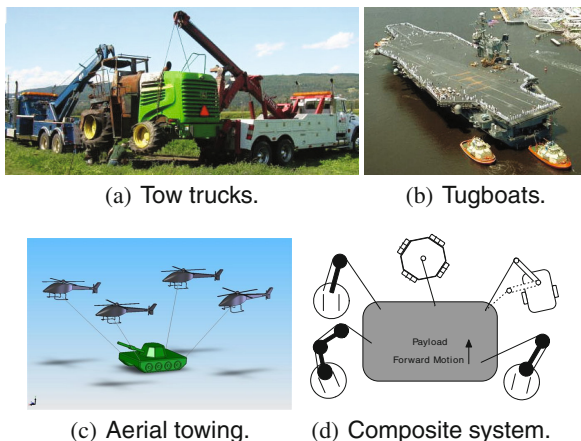 (a) Tow trucks.
(b) Tugboats.
Payload
Forward Motion
(c) Aerial towing.
(d) Composite system.